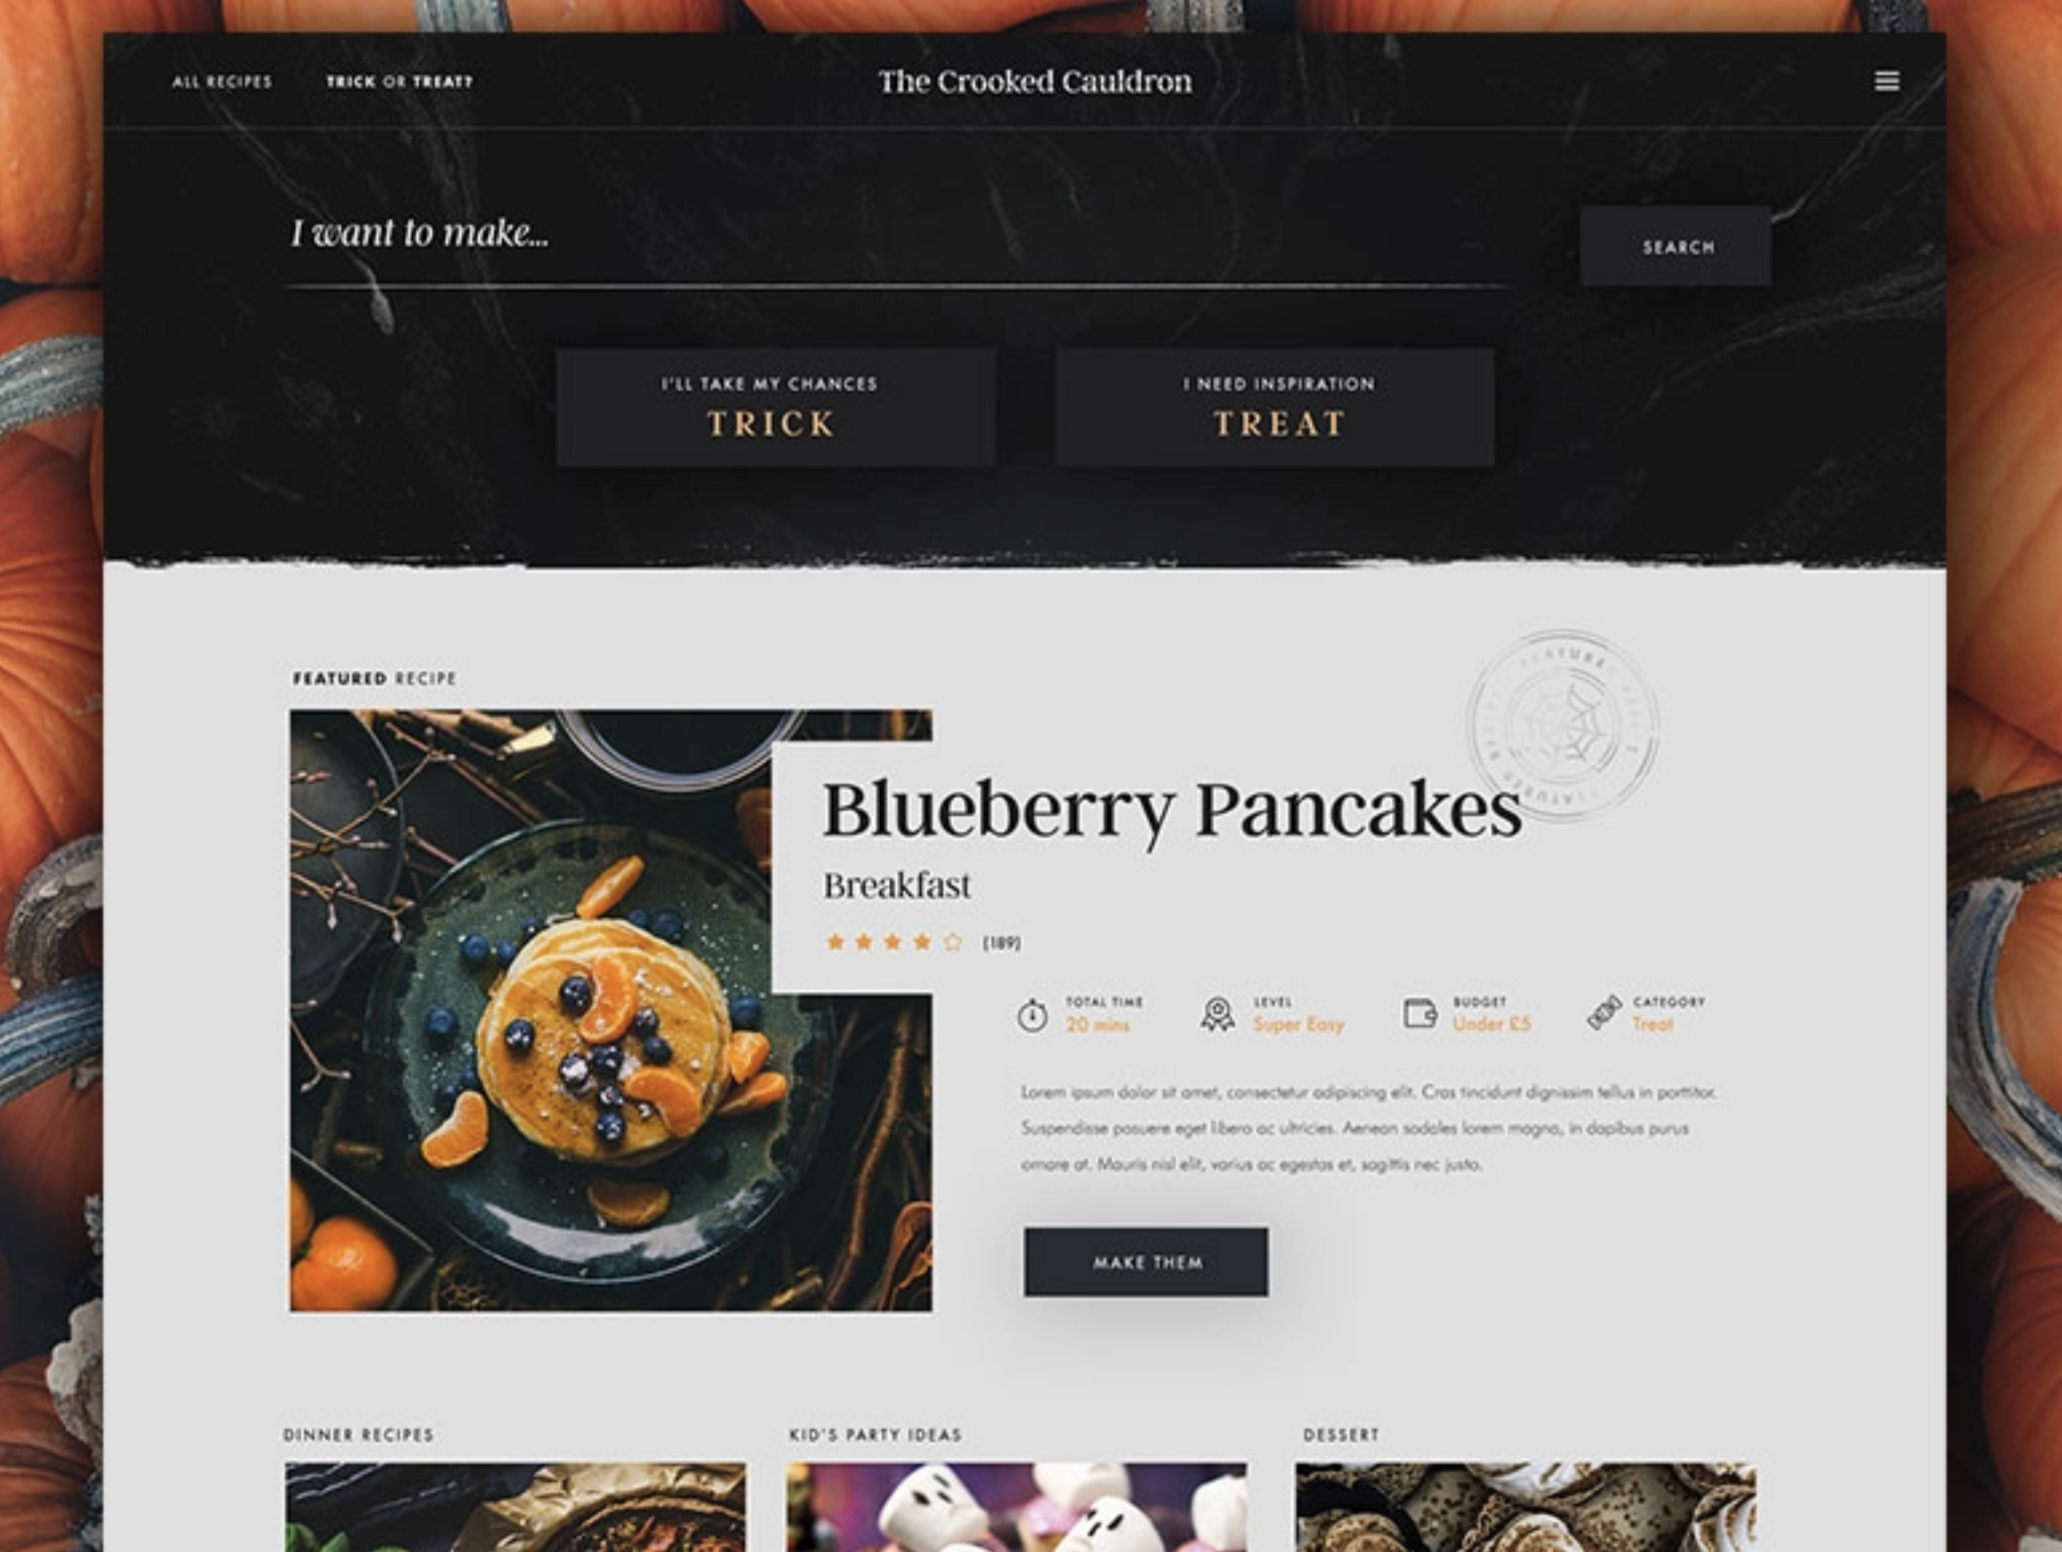 ALL RECIPES
TRICK OR TREAT?
The Crooked Cauldron
I want to make...
SEARCH
I'LL TAKE MY CHANCES
TRICK
I NEED INSPIRATION
TREAT
FEATURED RECIPE
Blueberry Pancakes
Breakfast
(189)
TOTAL TIME
20 mins
LEVEL
Super Easy
BUDGET
Under £5
CATEGORY
Treat
Lorem ipsum dolor sit amet, consectetur adipiscing elit. Cras tincidunt dignissim tellus in porttitor.
Suspendisse posuere eget libero ac ultricies. Aenean sodales lorem magna, in dapibus purus
ornare at. Mauris nisl elit, varius ac egestas et, sagittis nec justo.
MAKE THEM
DINNER RECIPES
KID'S PARTY IDEAS
DESSERT